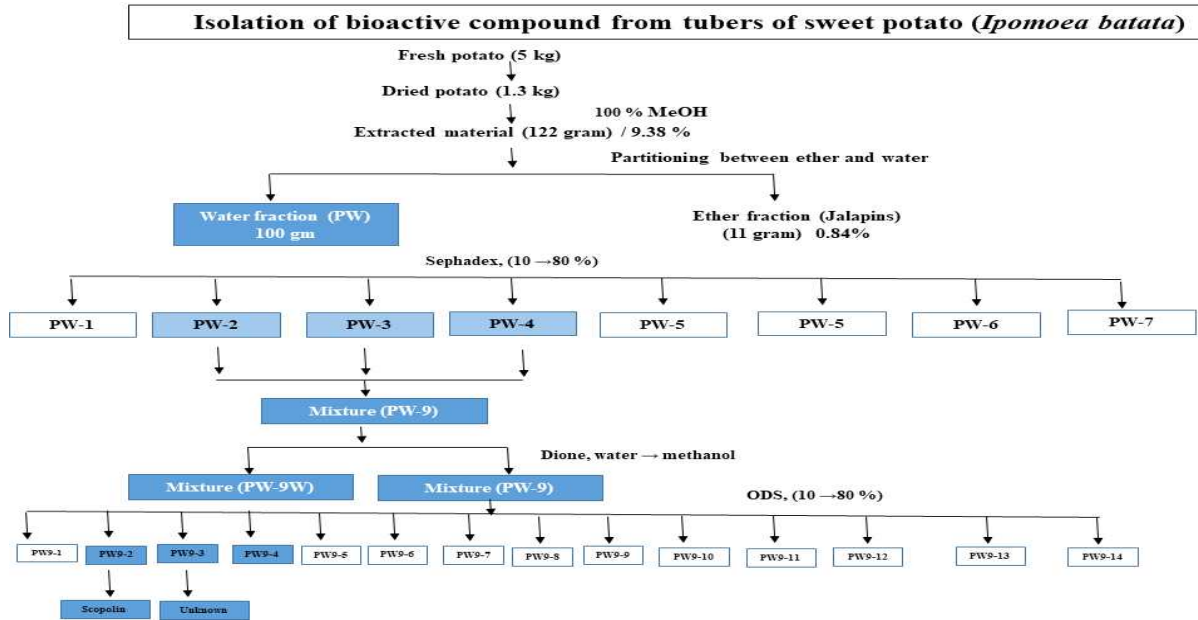 Isolation of bioactive compound from tubers of sweet potato (Ipomoea batata)
Fresh potato (5 kg)
Dried potato (1.3 kg)
100 % MeOH
Extracted material (122 gram) / 9.38 %
Partitioning between ether and water
Water fraction (PW)
100 gm
Ether fraction (Jalapins)
(11 gram) 0.84%
Sephadex, (10 →80 %)
PW-1 PW-2 PW-3 PW-4 PW-5 PW-5 PW-6 PW-7
Mixture (PW-9)
Dione, water → methanol
Mixture (PW-9W) Mixture (PW-9)
ODS, (10 →80 %)
PW9-1 PW9-2 PW9-3 PW9-4 PW9-5 PW9-6 PW9-7 PW9-8 PW9-9 PW9-10 PW9-11 PW9-12 PW9-13 PW9-14
Scopolin Unknown